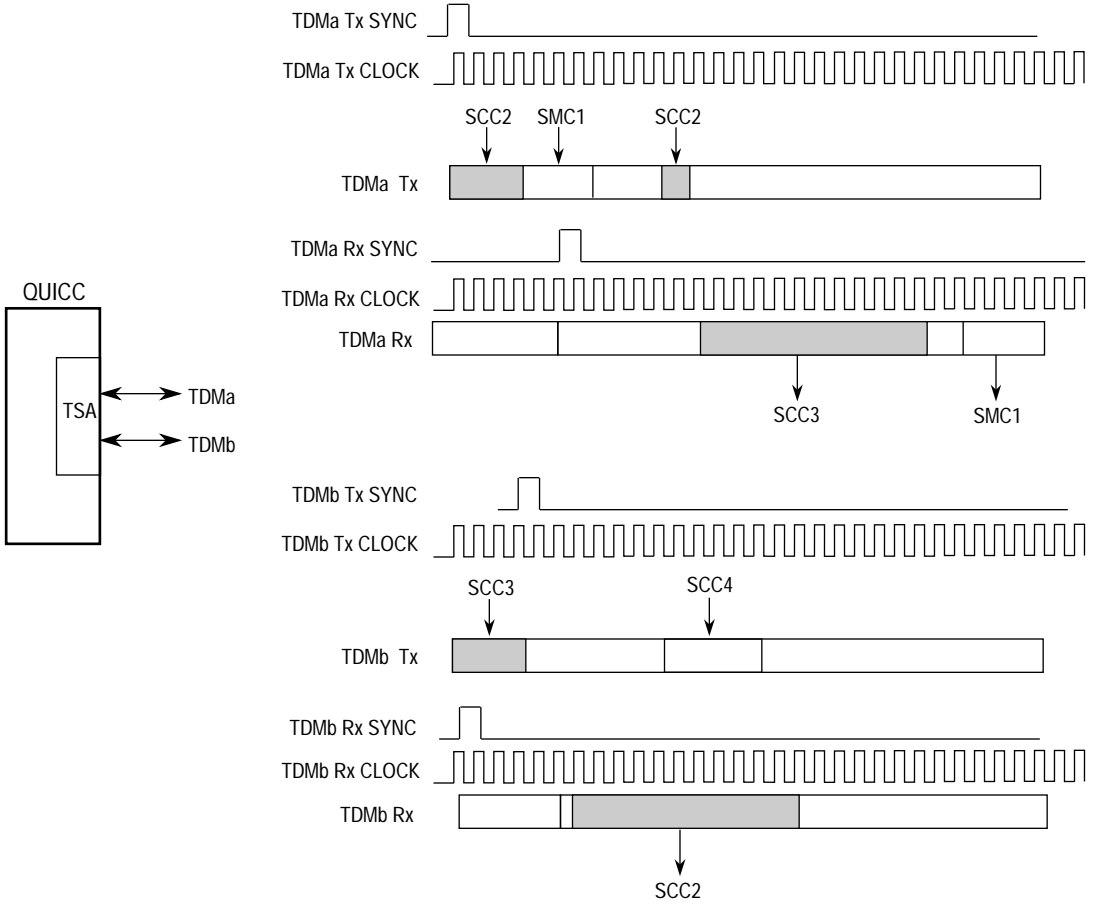 TDMa Tx SYNC
TDMa Tx CLOCK
SCC2 SMC1 SCC2
TDMa Tx
TDMa Rx SYNC
TDMa Rx CLOCK
TDMa Rx
SCC3 SMC1
QUICC
TSA
TDMa
TDMb
TDMb Tx SYNC
TDMb Tx CLOCK
SCC3 SCC4
TDMb Tx
TDMb Rx SYNC
TDMb Rx CLOCK
TDMb Rx
SCC2